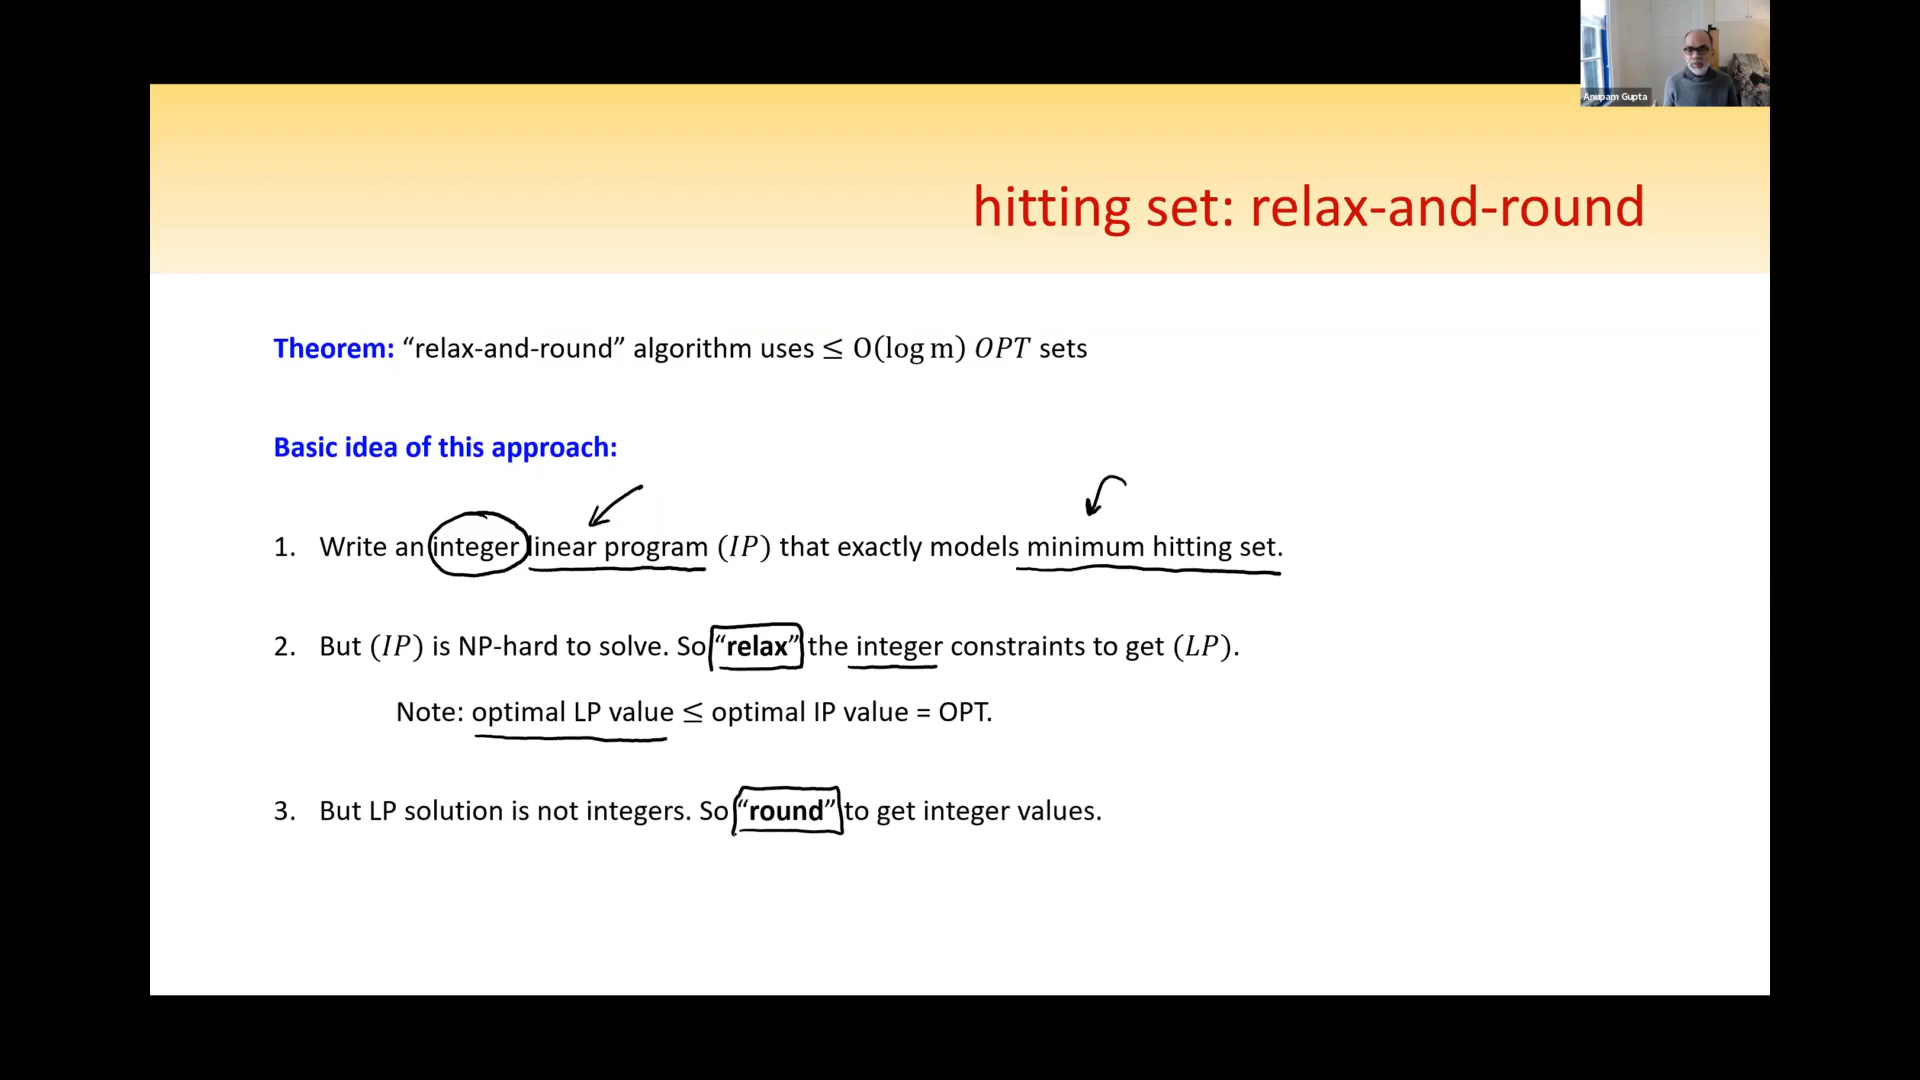 Anupam Gupta
hitting set: relax-and-round
Theorem: “relax-and-round” algorithm uses ≤ O(log m) OPT sets
Basic idea of this approach:
1. Write an integer linear program (IP) that exactly models minimum hitting set.
2. But (IP) is NP-hard to solve. So “relax” the integer constraints to get (LP).
Note: optimal LP value ≤ optimal IP value = OPT.
3. But LP solution is not integers. So “round” to get integer values.